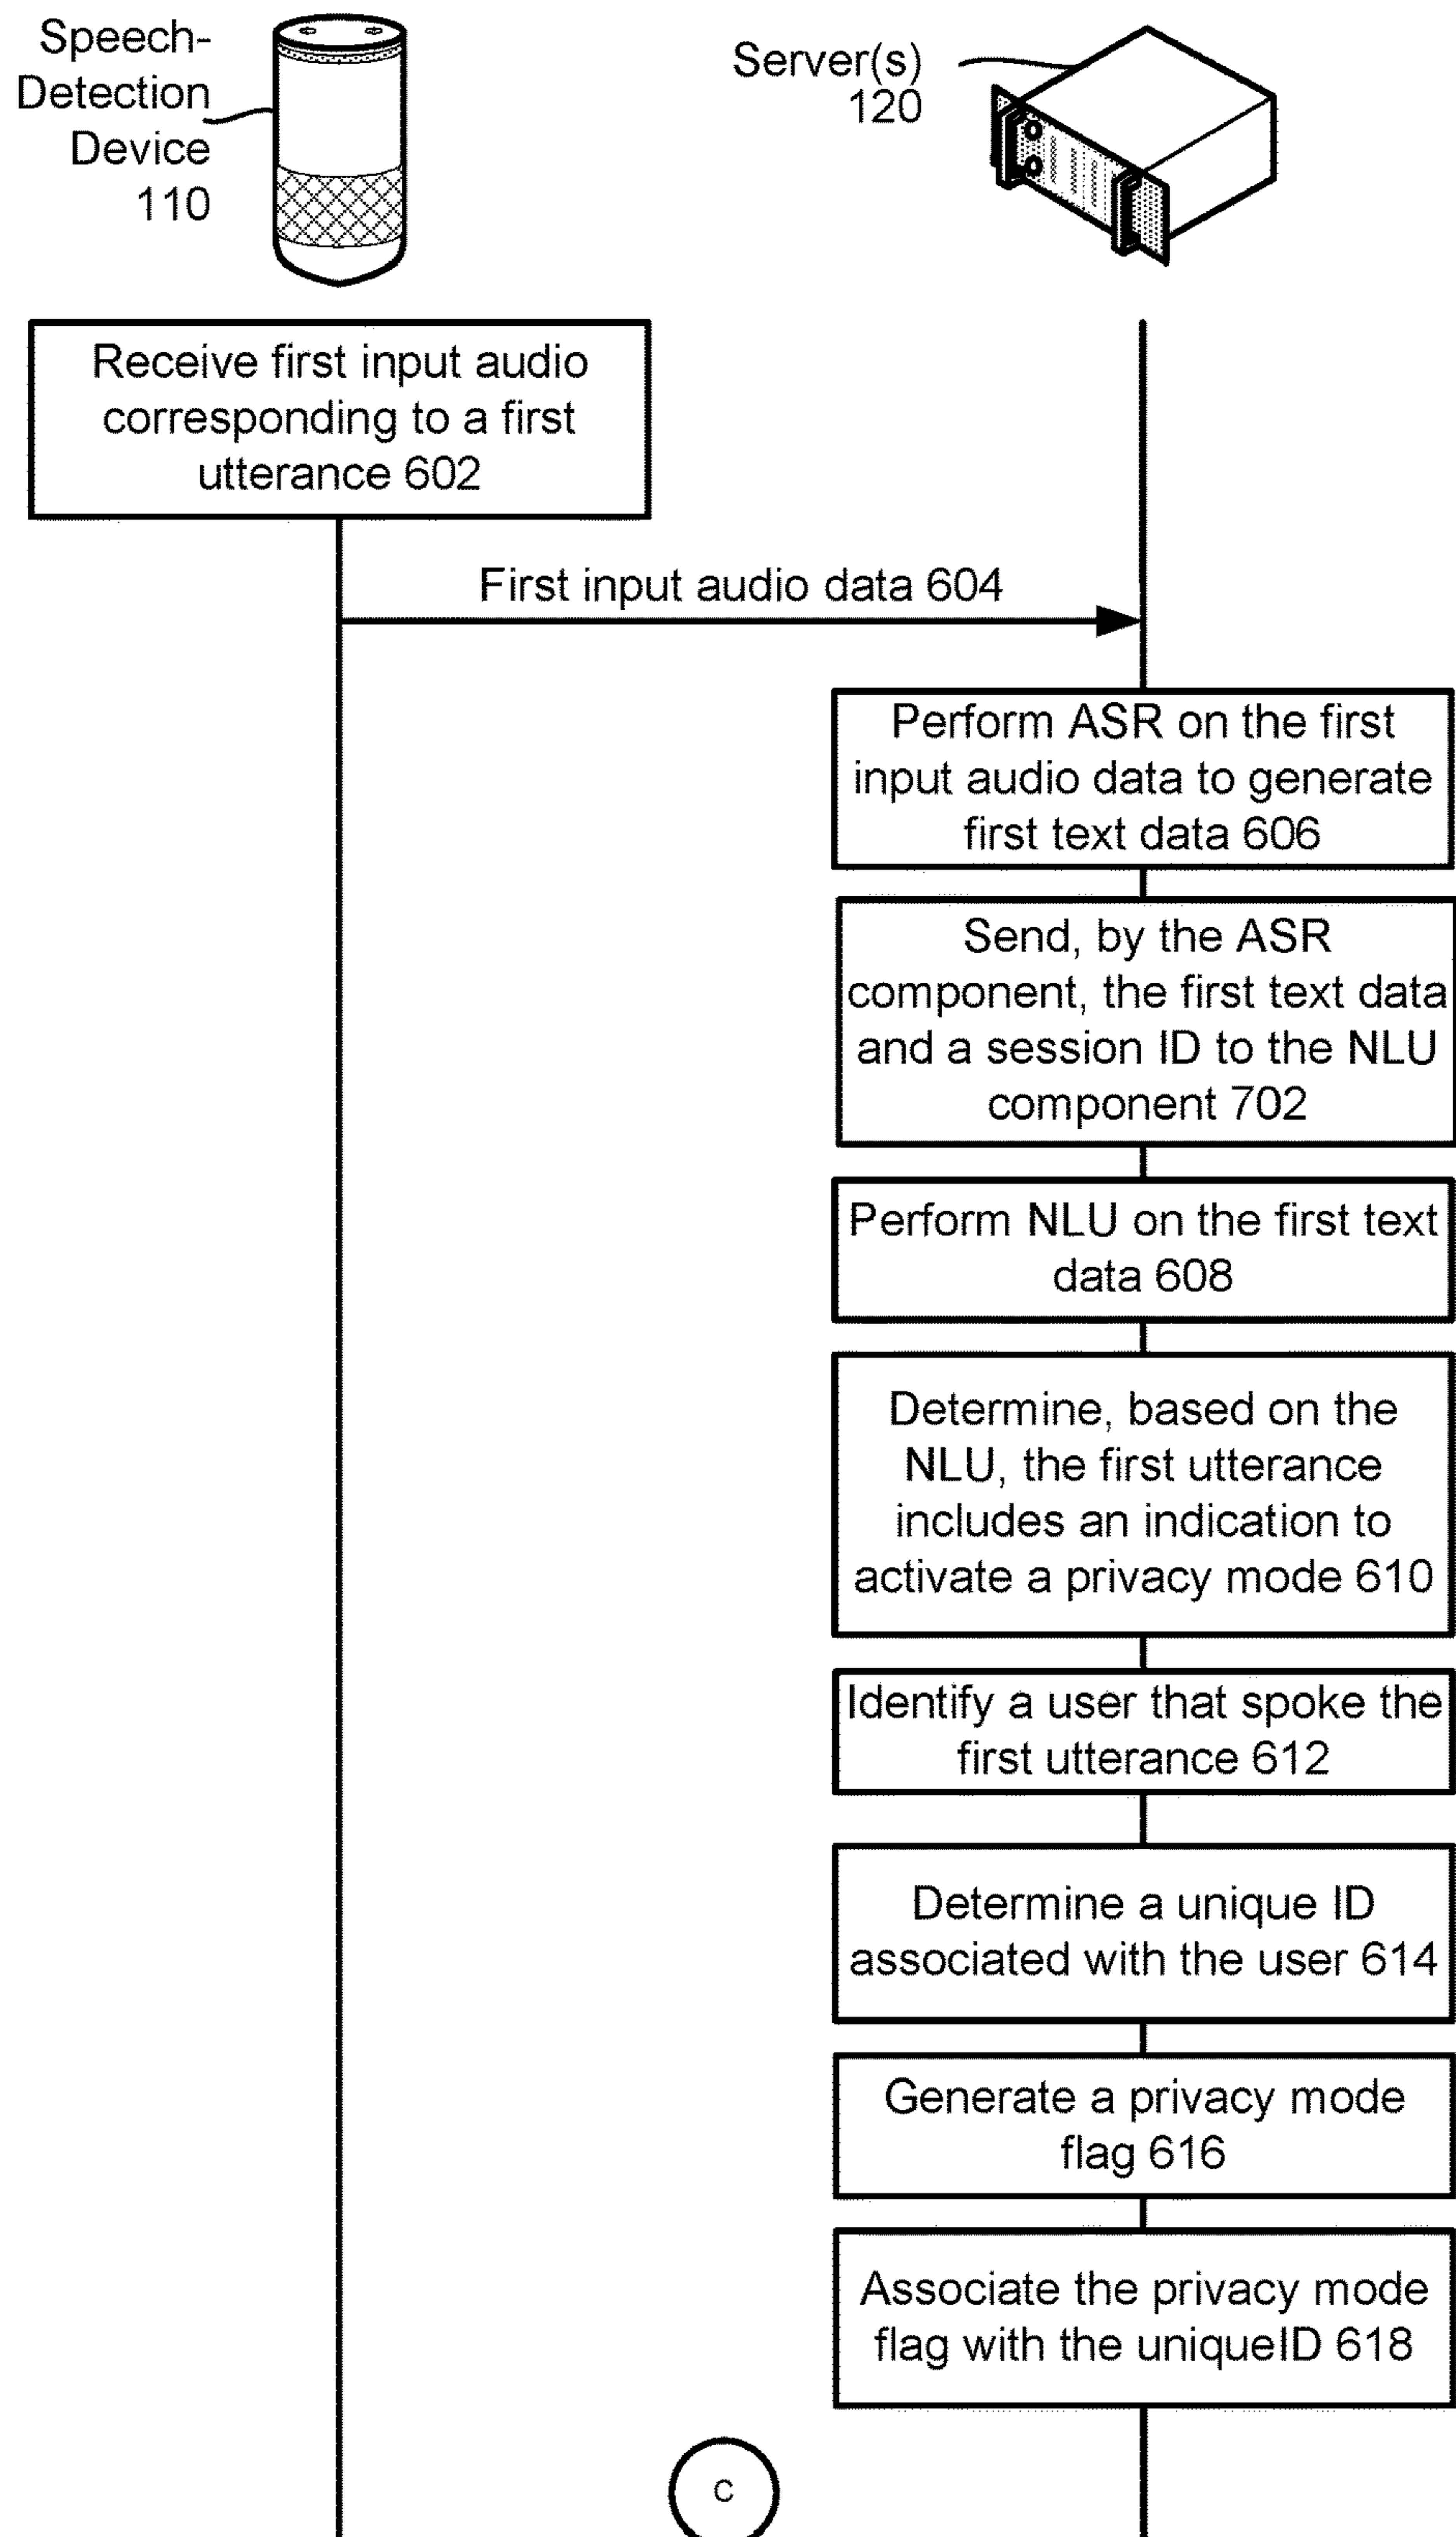 Speech-
Detection
Device
110
Server(s)
120
Receive first input audio
corresponding to a first
utterance 602
First input audio data 604
Perform ASR on the first
input audio data to generate
first text data 606
Send, by the ASR
component, the first text data
and a session ID to the NLU
component 702
Perform NLU on the first text
data 608
Determine, based on the
NLU, the first utterance
includes an indication to
activate a privacy mode 610
Identify a user that spoke the
first utterance 612
Determine a unique ID
associated with the user 614
Generate a privacy mode
flag 616
Associate the privacy mode
flag with the uniqueID 618
C